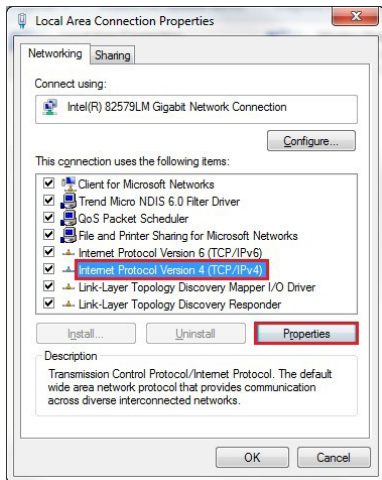 Local Area Connection Properties
Networking
Sharing
Connect using:
Intel(R) 82579LM Gigabit Network Connection
Configure...
This connection uses the following items:
Client for Microsoft Networks
Trend Micro NDIS 6.0 Filter Driver
QoS Packet Scheduler
File and Printer Sharing for Microsoft Networks
Internet Protocol Version 6 (TCP/IPv6)
Internet Protocol Version 4 (TCP/IPv4)
Link-Layer Topology Discovery Mapper I/O Driver
Link-Layer Topology Discovery Responder
Install...
Uninstall
Properties
Description
Transmission Control Protocol/Internet Protocol. The default
wide area network protocol that provides communication
across diverse interconnected networks.
OK
Cancel